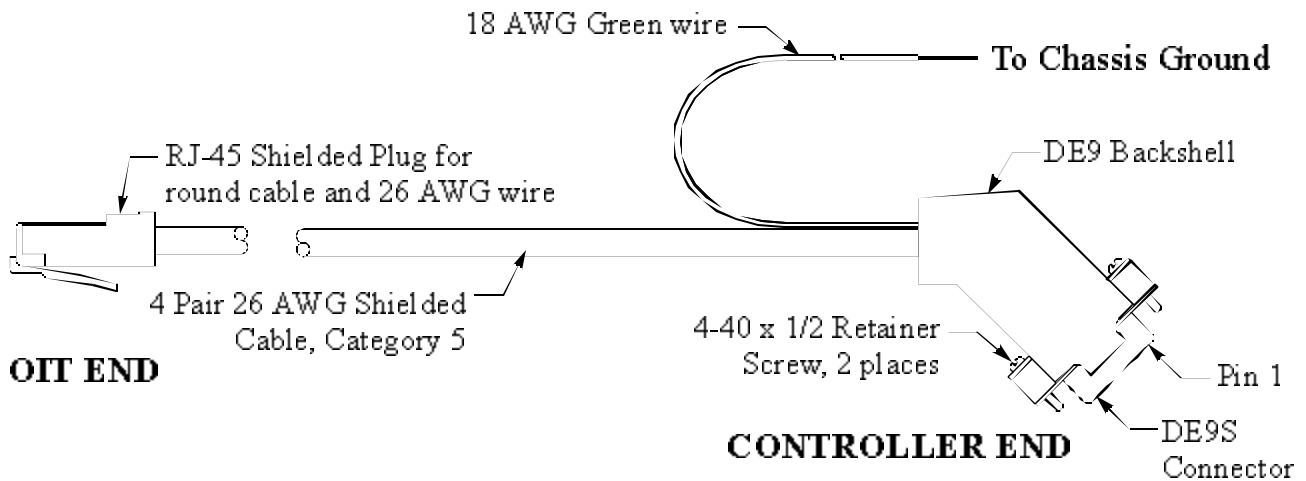 18 AWG Green wire
To Chassis Ground
RJ-45 Shielded Plug for
round cable and 26 AWG wire
DE9 Backshell
4 Pair 26 AWG Shielded
Cable, Category 5
4-40 x 1/2 Retainer
Screw, 2 places
OIT END
Pin 1
CONTROLLER END
DE9S
Connector